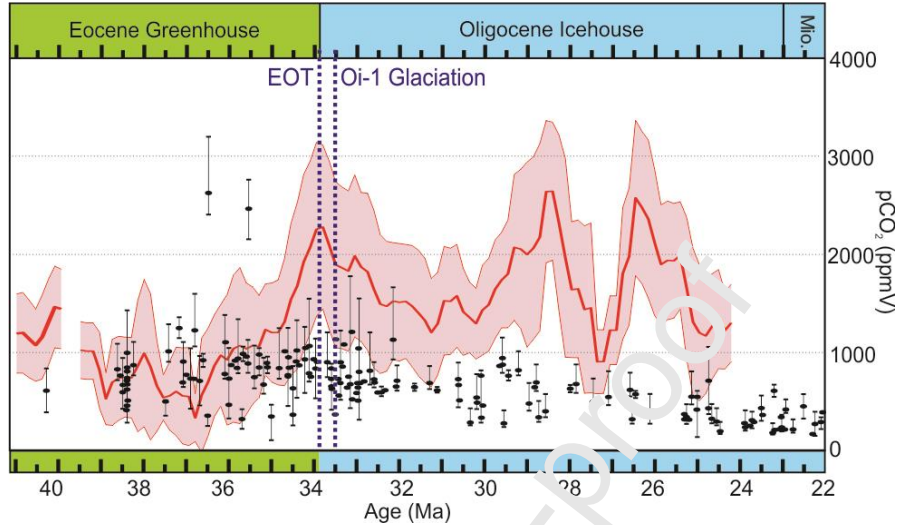 Eocene Greenhouse
Oligocene Icehouse
Mio.
EOT
Oi-1 Glaciation
4000
3000
2000
1000
0
pCO₂ (ppmV)
40
38
36
34
32
30
28
26
24
22
Age (Ma)